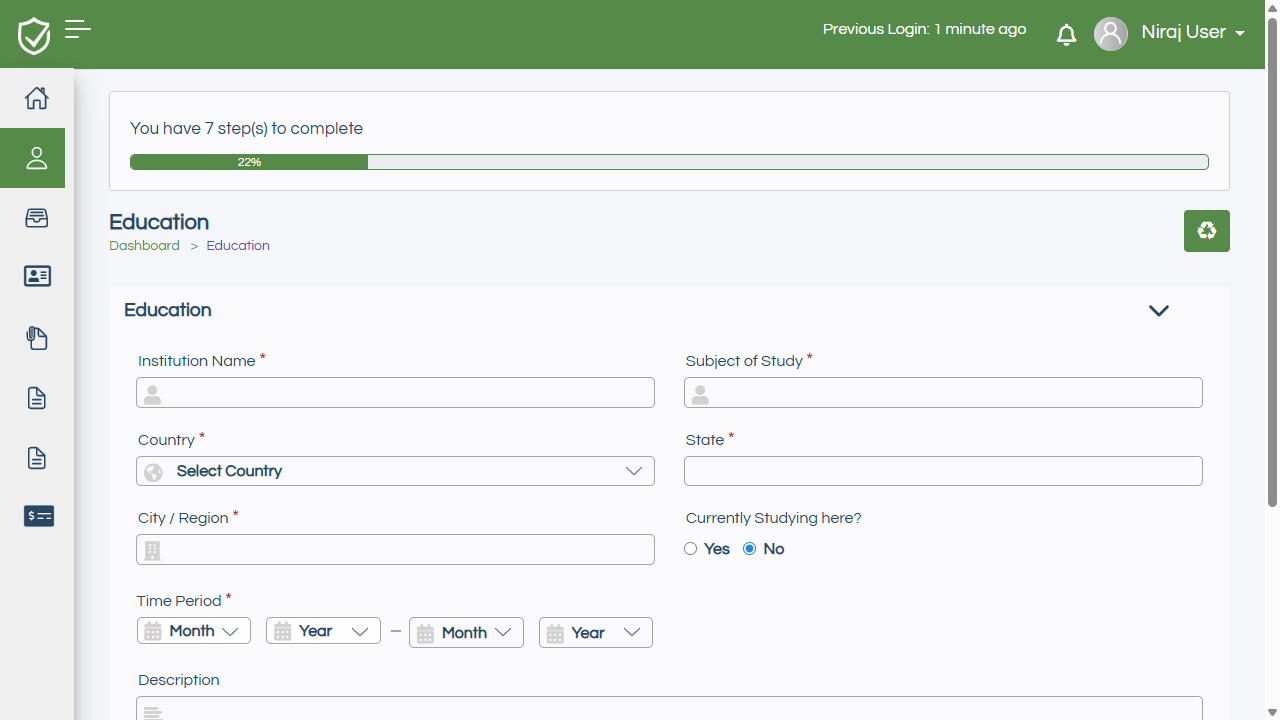 Previous Login: 1 minute ago
Niraj User
You have 7 step(s) to complete
22%
Education
Dashboard > Education
Education
Institution Name *
Subject of Study *
Country *
State *
Select Country
City / Region *
Currently Studying here?
Yes No
Time Period *
Month Year – Month Year
Description